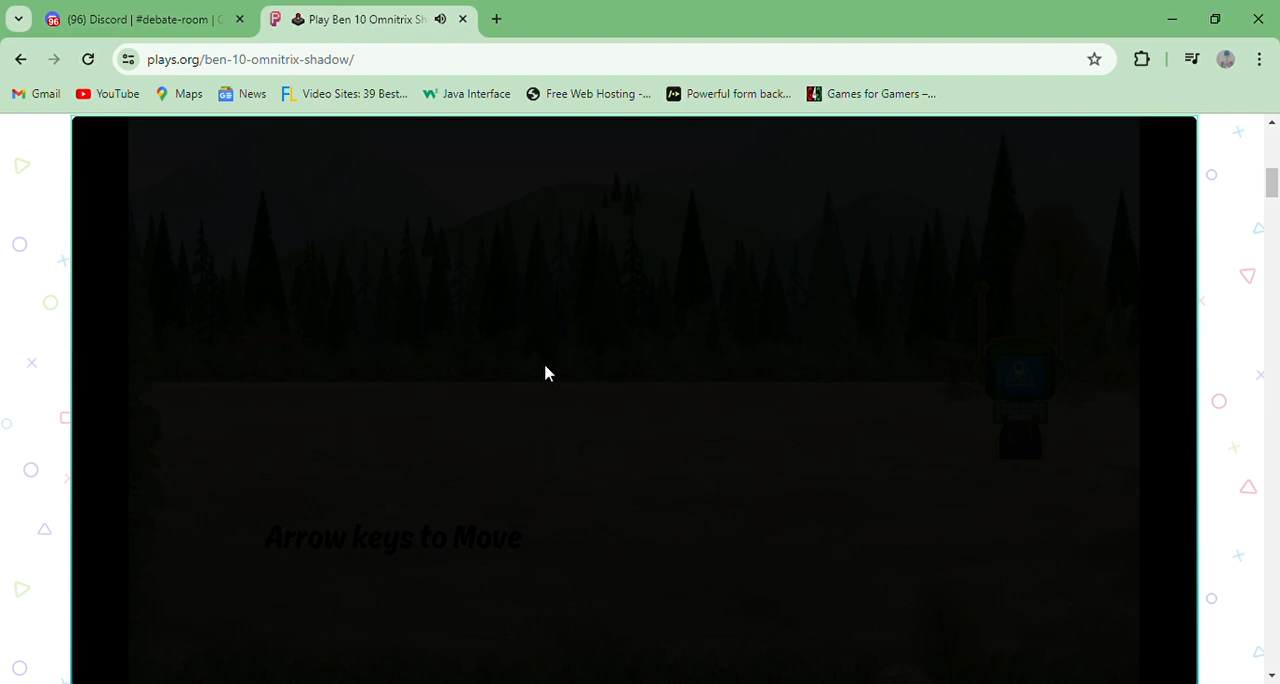 (96) Discord | #debate-room | C
Play Ben 10 Omnitrix Sh
plays.org/ben-10-omnitrix-shadow/
Gmail
YouTube
Maps
News
Video Sites: 39 Best...
Java Interface
Free Web Hosting -...
Powerful form back...
Games for Gamers –...
Arrow keys to Move